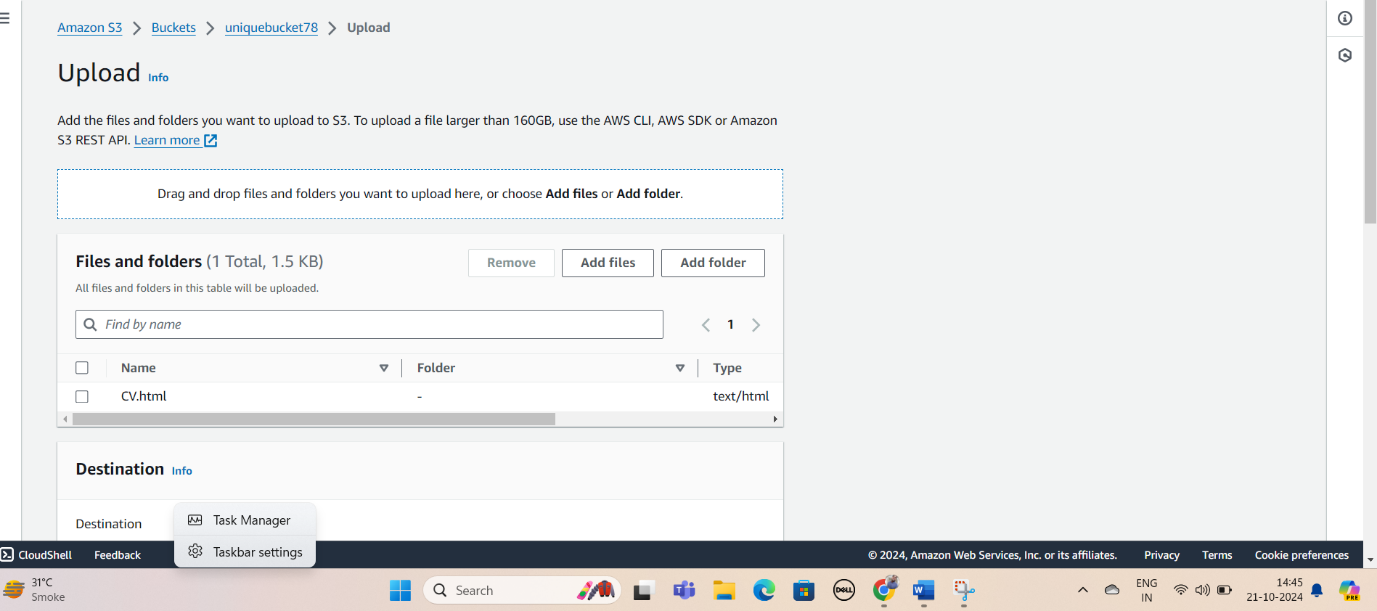 Amazon S3 > Buckets > uniquebucket78 > Upload
Upload Info
Add the files and folders you want to upload to S3. To upload a file larger than 160GB, use the AWS CLI, AWS SDK or Amazon
S3 REST API. Learn more
Drag and drop files and folders you want to upload here, or choose Add files or Add folder.
Files and folders (1 Total, 1.5 KB)
Remove
Add files
Add folder
All files and folders in this table will be uploaded.
Find by name
1
Name Folder Type
CV.html - text/html
Destination Info
Destination
Task Manager
Taskbar settings
CloudShell Feedback
© 2024, Amazon Web Services, Inc. or its affiliates. Privacy Terms Cookie preferences
31°C
Smoke
Search
DELL
W
ENG
IN
14:45
21-10-2024
PRE